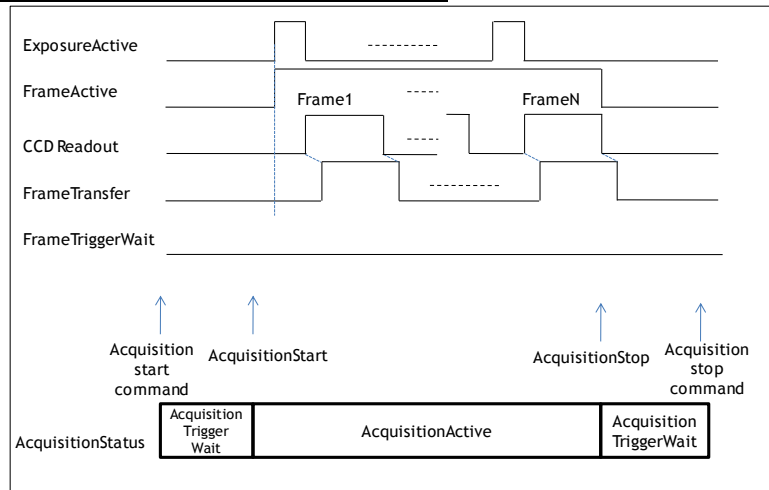 ExposureActive
FrameActive
Frame1
FrameN
CCD Readout
FrameTransfer
FrameTriggerWait
Acquisition
start
command
AcquisitionStart
AcquisitionStop
Acquisition
stop
command
AcquisitionStatus
Acquisition
Trigger
Wait
AcquisitionActive
Acquisition
TriggerWait